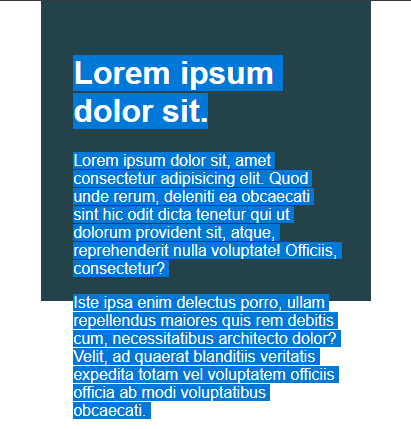 Lorem ipsum
dolor sit.
Lorem ipsum dolor sit, amet
consectetur adipisicing elit. Quod
unde rerum, deleniti ea obcaecati
sint hic odit dicta tenetur qui ut
dolorum provident sit, atque,
reprehenderit nulla voluptate! Officiis,
consectetur?
Iste ipsa enim delectus porro, ullam
repellendus maiores quis rem debitis
cum, necessitatibus architecto dolor?
Velit, ad quaerat blanditiis veritatis
expedita totam vel voluptatem officiis
officia ab modi voluptatibus
obcaecati.